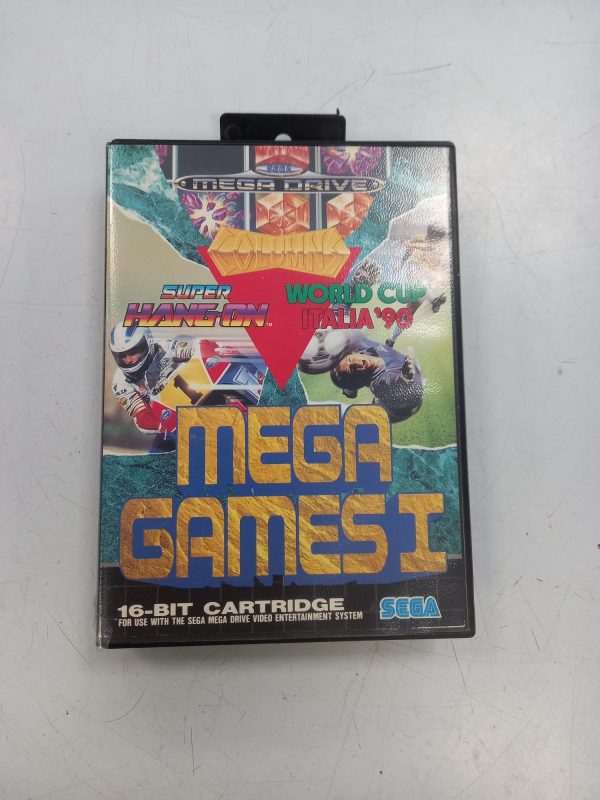 SEGA
MEGA DRIVE
COLUMNS
SUPER
HANG-ON™
WORLD CUP
ITALIA '90
MEGA
GAMES I
16-BIT CARTRIDGE
FOR USE WITH THE SEGA MEGA DRIVE VIDEO ENTERTAINMENT SYSTEM
SEGA